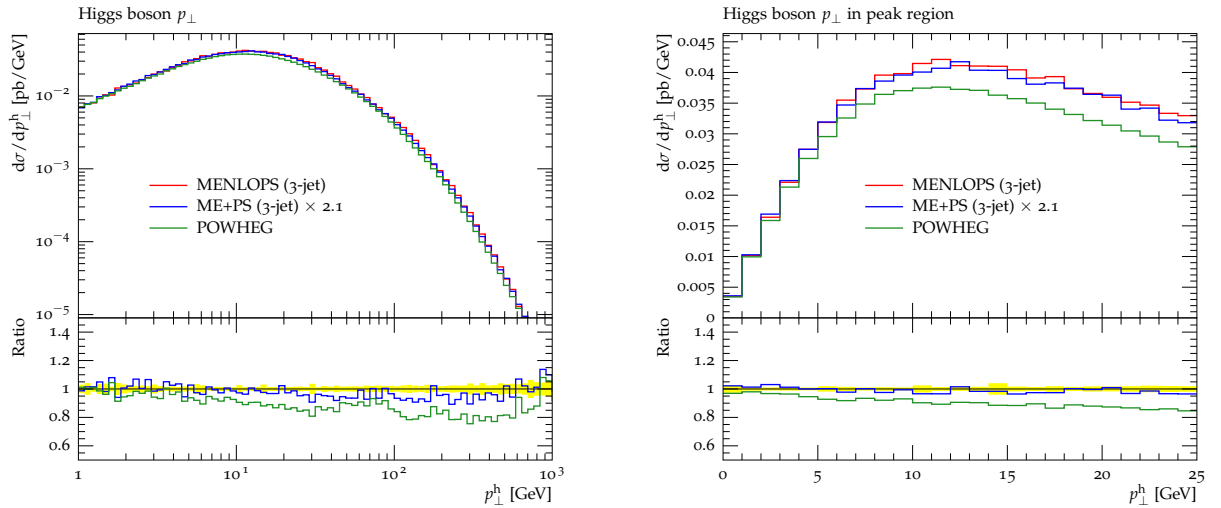 Higgs boson p⊥
dσ/dp⊥^h [pb/GeV]
10^−2
10^−3
10^−4
10^−5
MENLOPS (3-jet)
ME+PS (3-jet) × 2.1
POWHEG
Ratio
1.4
1.2
1
0.8
0.6
1 10^1 10^2 10^3
p⊥^h [GeV]
Higgs boson p⊥ in peak region
dσ/dp⊥^h [pb/GeV]
0.045
0.04
0.035
0.03
0.025
0.02
0.015
0.01
0.005
0
MENLOPS (3-jet)
ME+PS (3-jet) × 2.1
POWHEG
Ratio
1.4
1.2
1
0.8
0.6
0 5 10 15 20 25
p⊥^h [GeV]